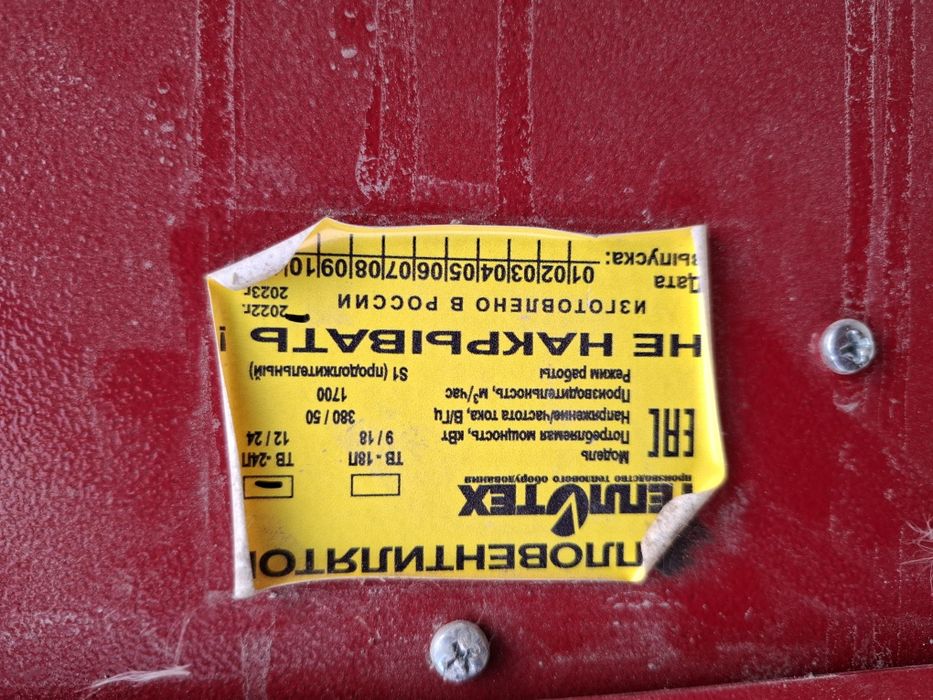 ПЛОВЕНТИЛЯТО
ТЕПЛОТЕХ
производство теплового оборудования
Модель ТВ - 18П ТВ - 24П
Потребляемая мощность, кВт 9 / 18 12 / 24
Напряжение/частота тока, В/Гц 380 / 50
Производительность, м³/час 1700
Режим работы S1 (продолжительный)
ЕАС
НЕ НАКРЫВАТЬ !
ИЗГОТОВЛЕНО В РОССИИ
2022г.
2023г
Дата
выпуска:
01|02|03|04|05|06|07|08|09|10|